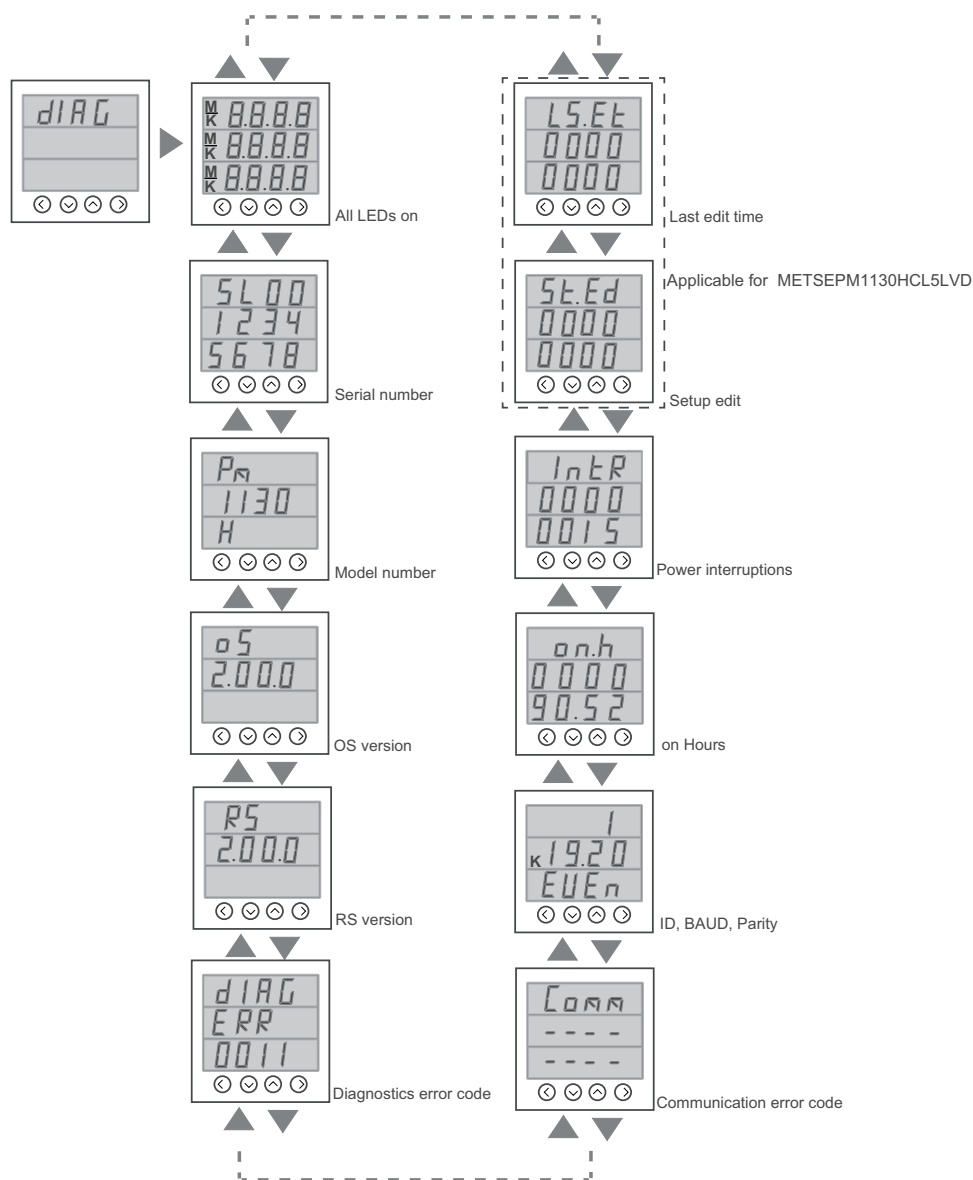 dIAG
M
K 8.8.8.8
M
K 8.8.8.8
M
K 8.8.8.8
All LEDs on
SL 00
1234
5678
Serial number
Pm
1130
H
Model number
oS
2.00.0
OS version
RS
2.00.0
RS version
dIAG
ERR
0011
Diagnostics error code
LS.Et
0000
0000
Last edit time
Applicable for METSEPM1130HCL5LVD
St.Ed
0000
0000
Setup edit
IntR
0000
0015
Power interruptions
on.h
0000
90.52
on Hours
1
K 19.20
EVEn
ID, BAUD, Parity
Comm
- - - -
- - - -
Communication error code